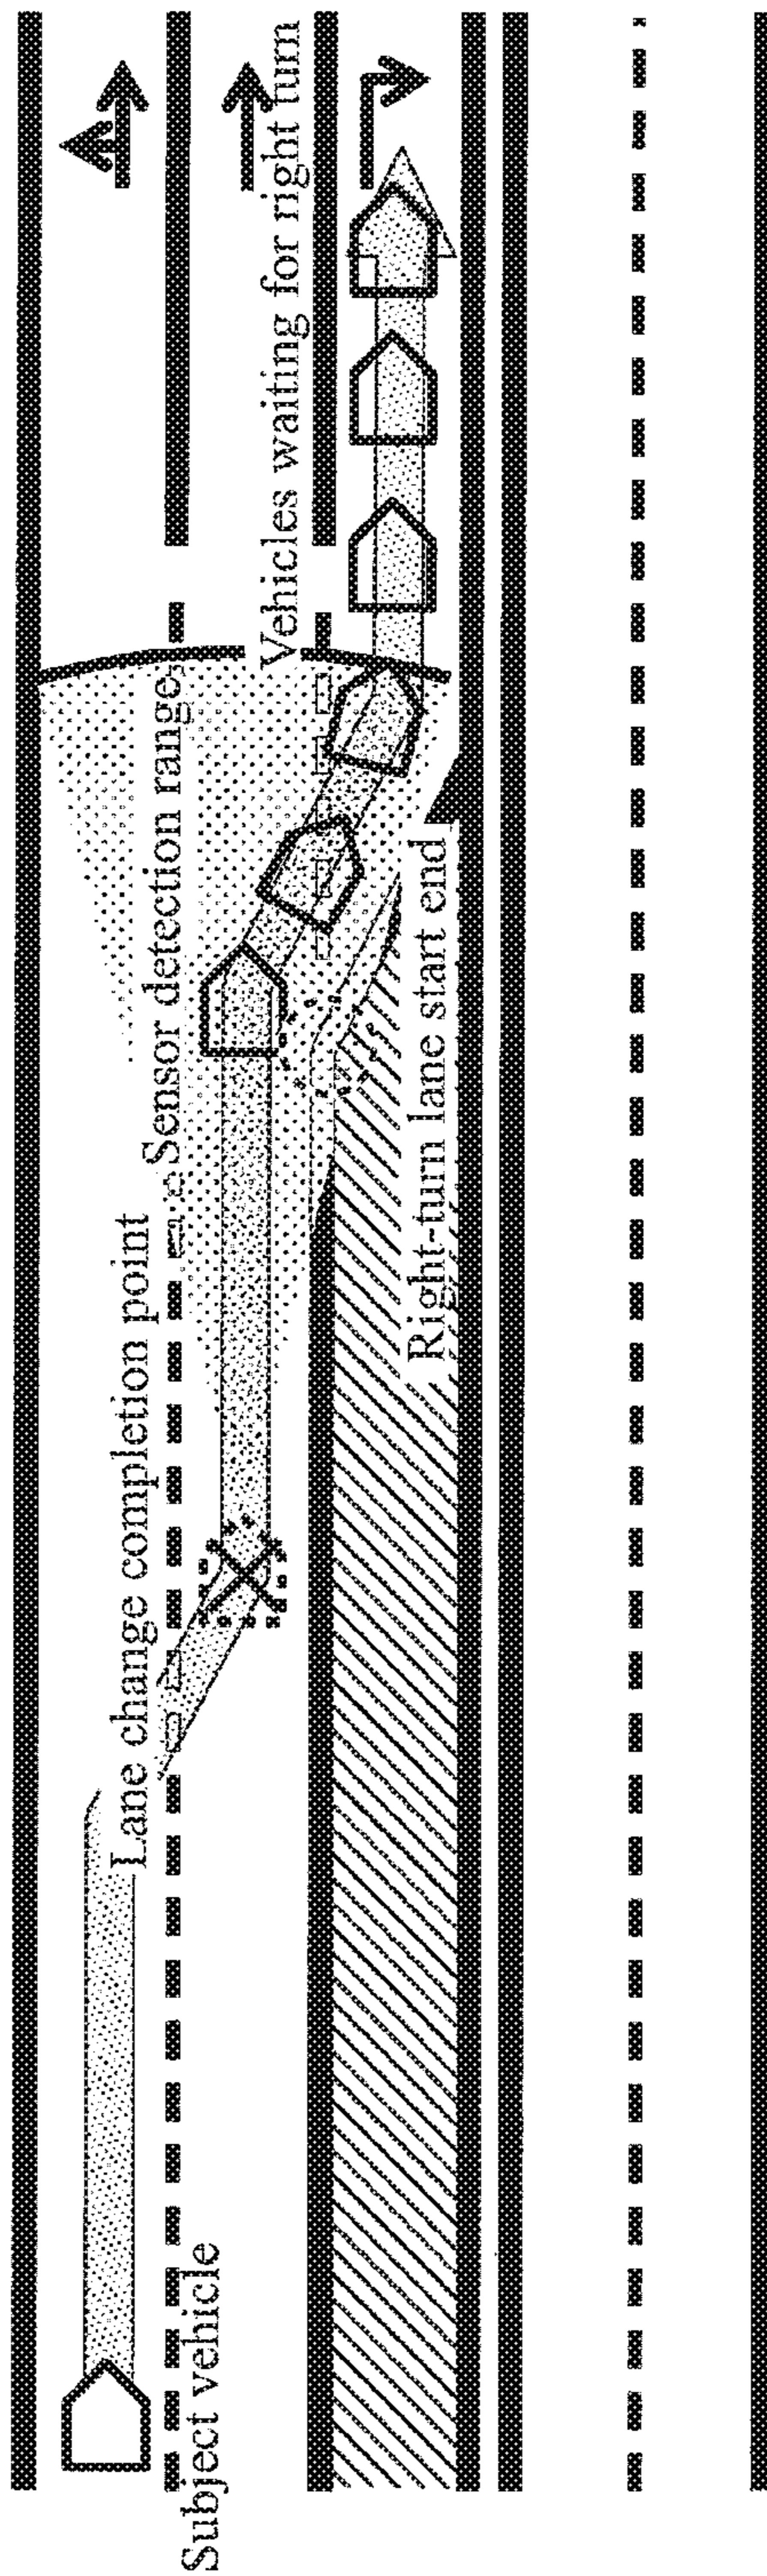 Subject vehicle
Lane change completion point
Sensor detection range
Right-turn lane start end
Vehicles waiting for right turn